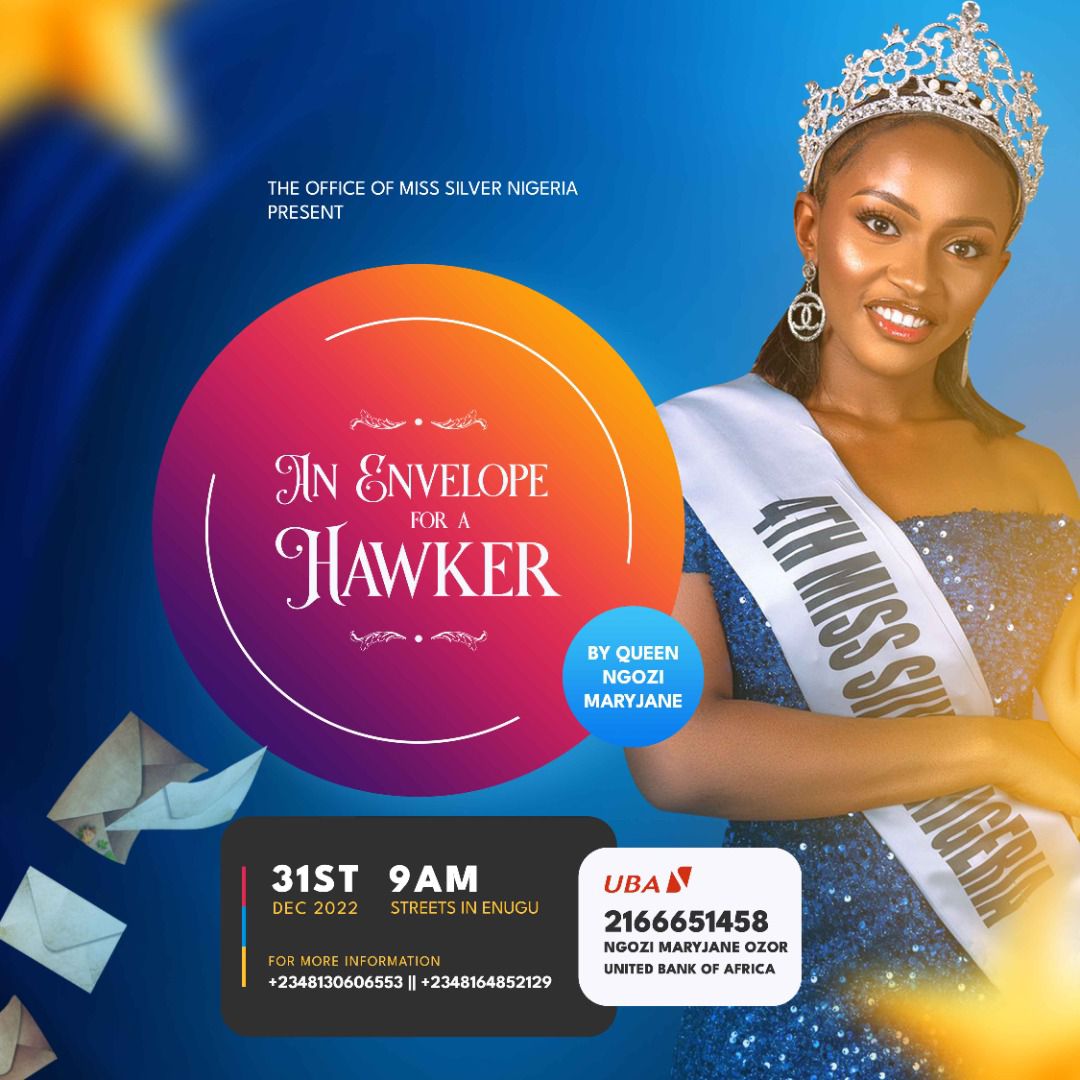 THE OFFICE OF MISS SILVER NIGERIA
PRESENT
AN ENVELOPE
FOR A
HAWKER
BY QUEEN
NGOZI
MARYJANE
4TH MISS SILVER NIGERIA
31ST 9AM
DEC 2022 STREETS IN ENUGU
FOR MORE INFORMATION
+2348130606553 || +2348164852129
UBA
2166651458
NGOZI MARYJANE OZOR
UNITED BANK OF AFRICA